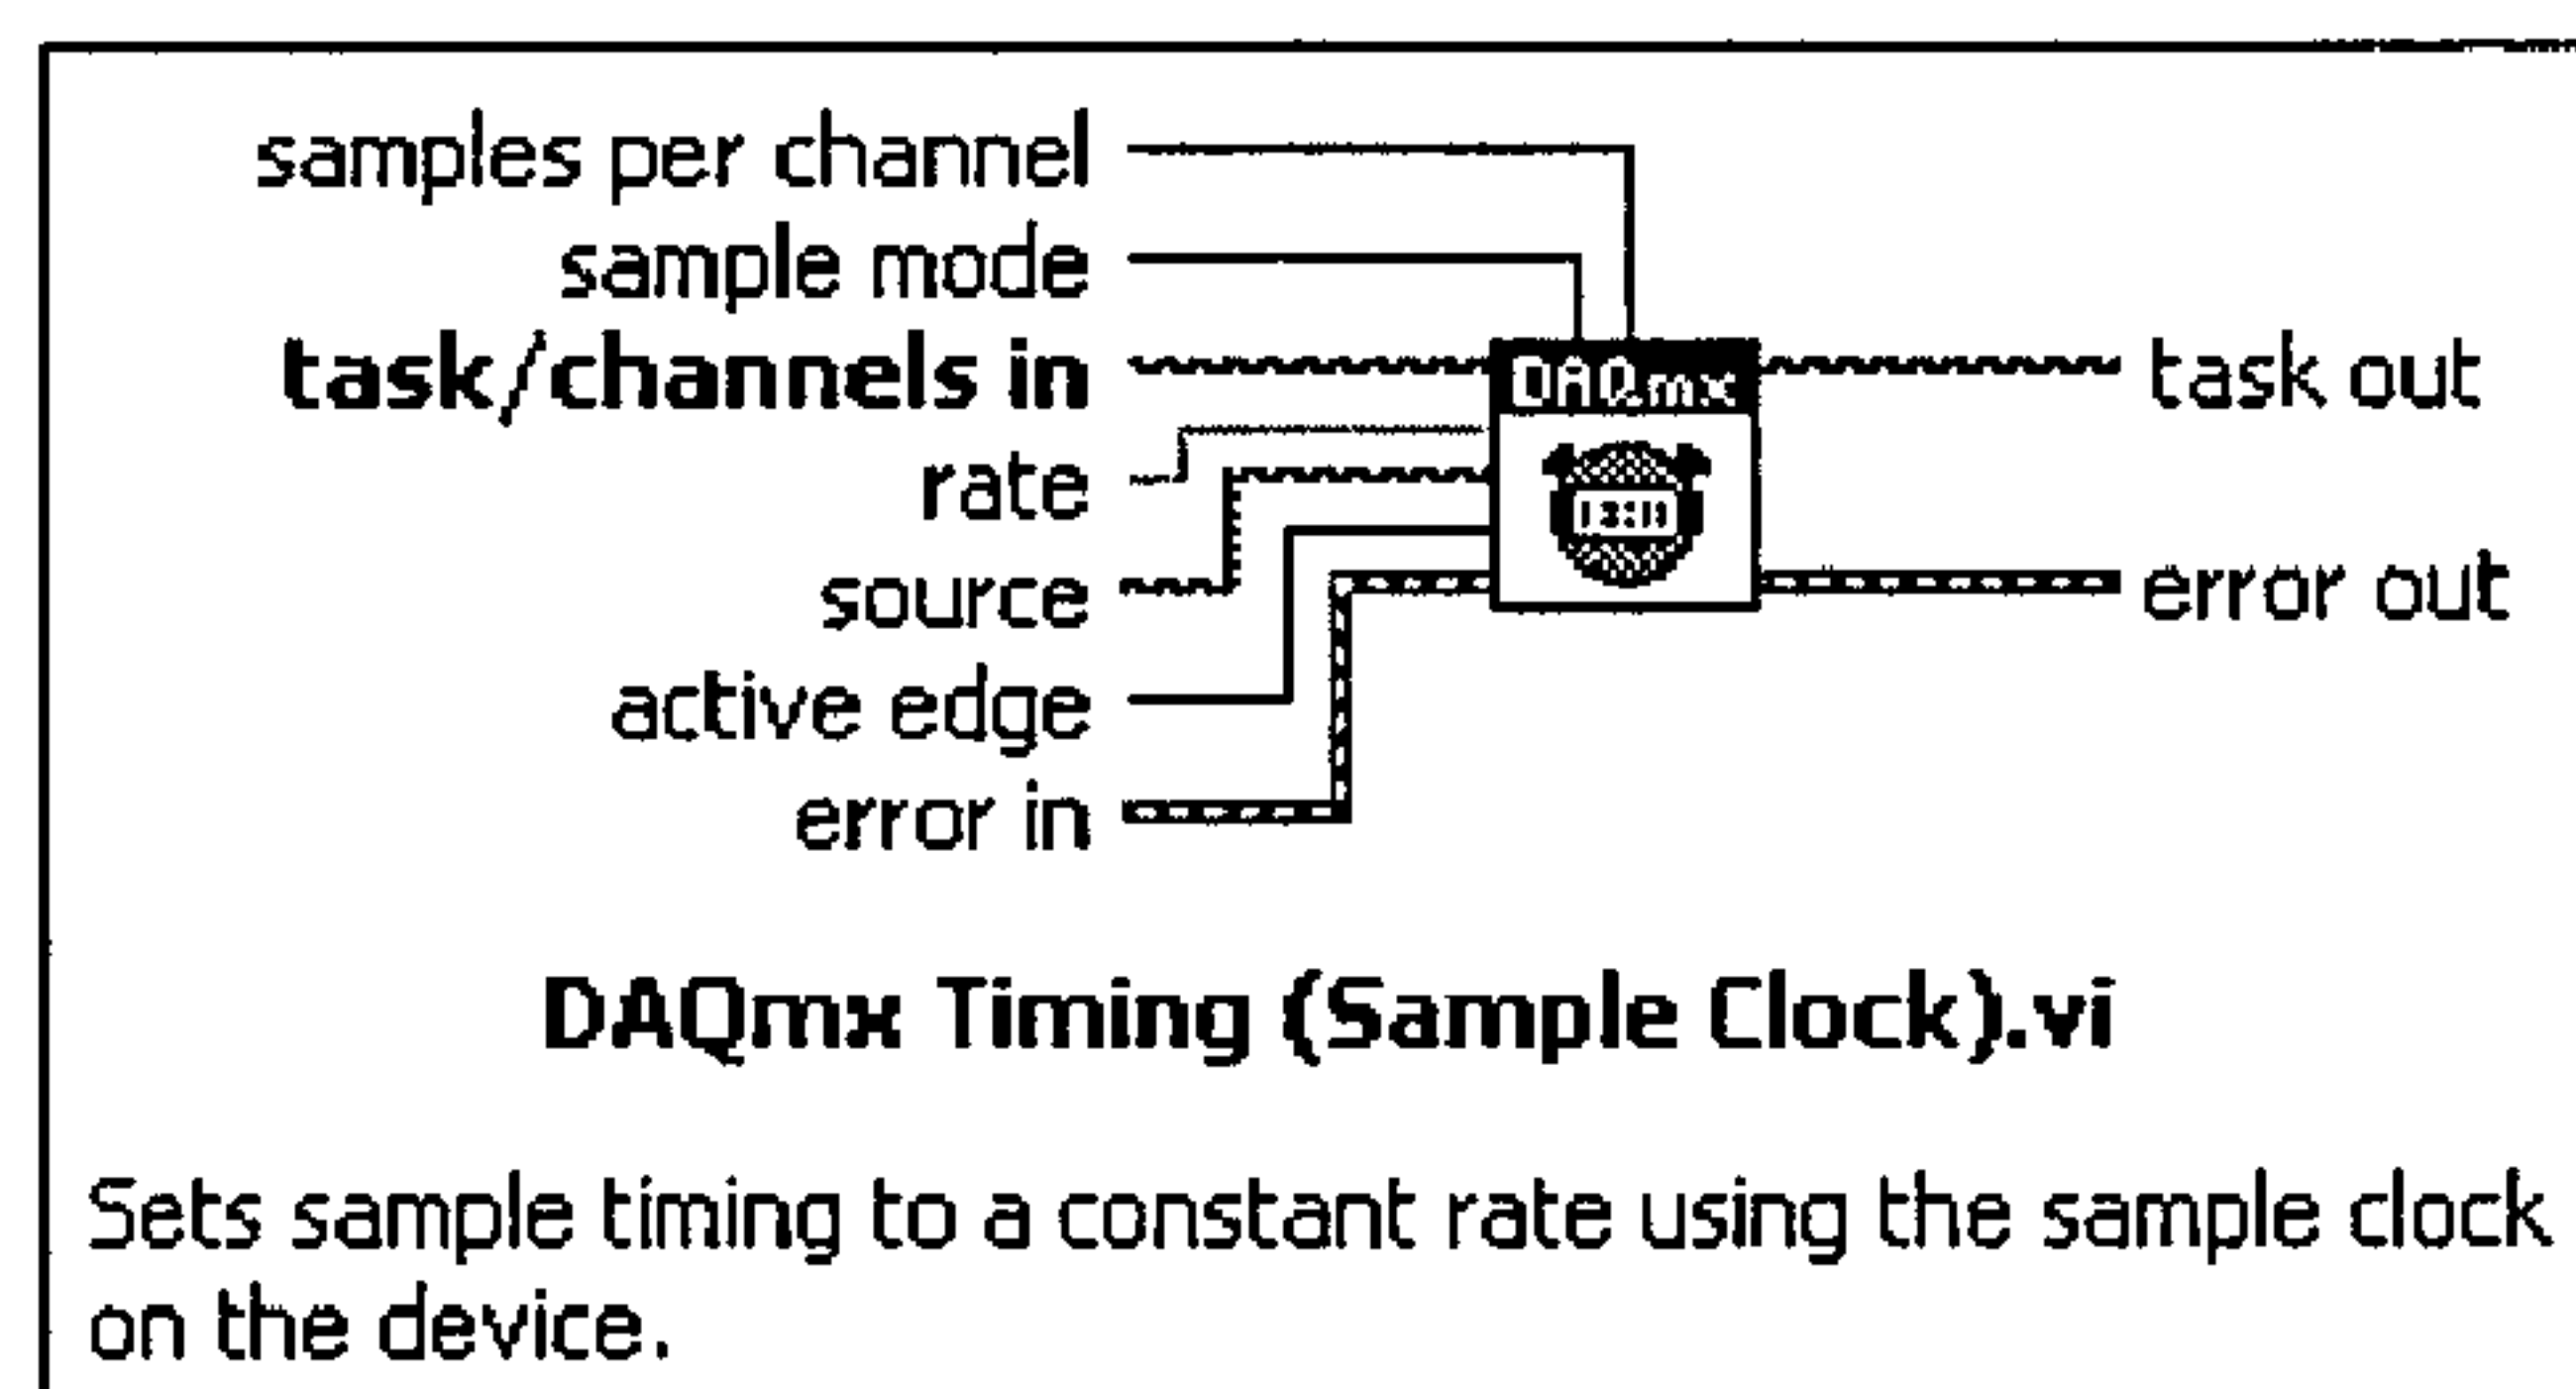 samples per channel
sample mode
task/channels in
rate
source
active edge
error in
DAQmx
task out
error out
DAQmx Timing (Sample Clock).vi
Sets sample timing to a constant rate using the sample clock
on the device.